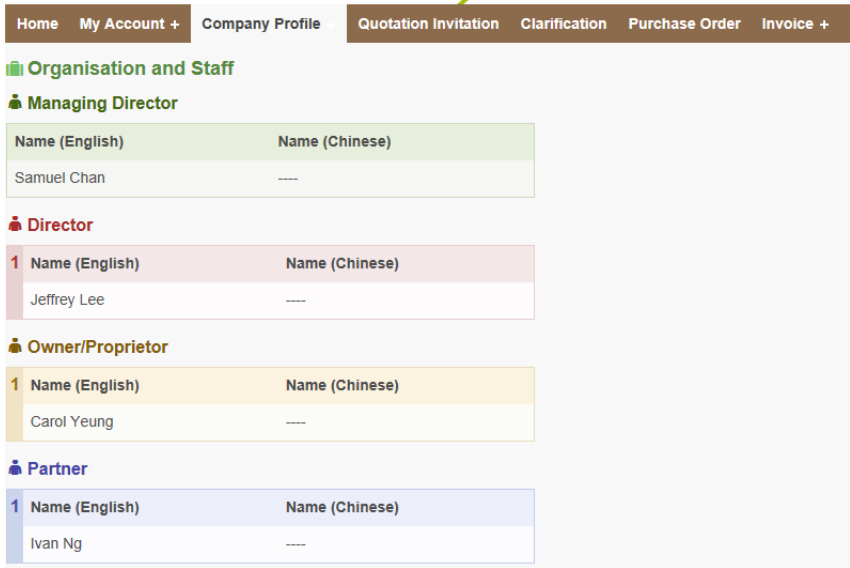 Home My Account + Company Profile + Quotation Invitation Clarification Purchase Order Invoice +
Organisation and Staff
Managing Director
Name (English) Name (Chinese)
Samuel Chan ----
Director
1 Name (English) Name (Chinese)
Jeffrey Lee ----
Owner/Proprietor
1 Name (English) Name (Chinese)
Carol Yeung ----
Partner
1 Name (English) Name (Chinese)
Ivan Ng ----